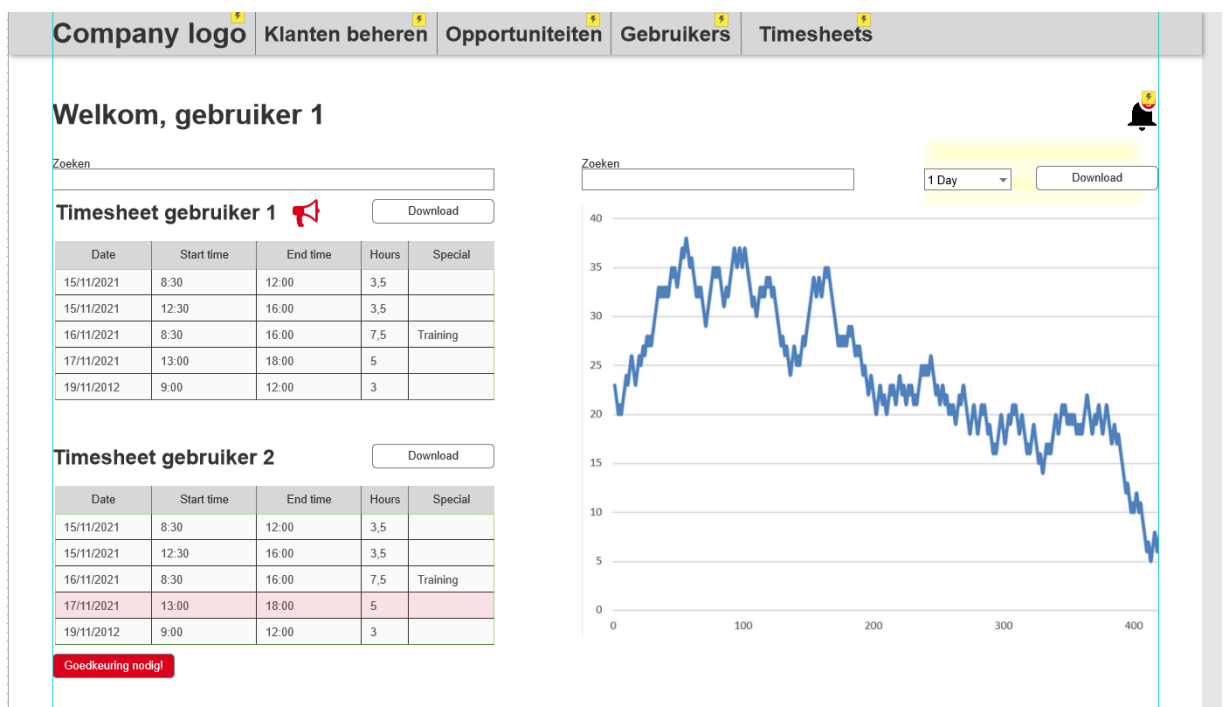 Company logo Klanten beheren Opportuniteiten Gebruikers Timesheets
Welkom, gebruiker 1
Zoeken
Timesheet gebruiker 1 Download
Date Start time End time Hours Special
15/11/2021 8:30 12:00 3,5
15/11/2021 12:30 16:00 3,5
16/11/2021 8:30 16:00 7,5 Training
17/11/2021 13:00 18:00 5
19/11/2012 9:00 12:00 3
Timesheet gebruiker 2 Download
Date Start time End time Hours Special
15/11/2021 8:30 12:00 3,5
15/11/2021 12:30 16:00 3,5
16/11/2021 8:30 16:00 7,5 Training
17/11/2021 13:00 18:00 5
19/11/2012 9:00 12:00 3
Goedkeuring nodig!
Zoeken
1 Day Download
40
35
30
25
20
15
10
5
0
0 100 200 300 400